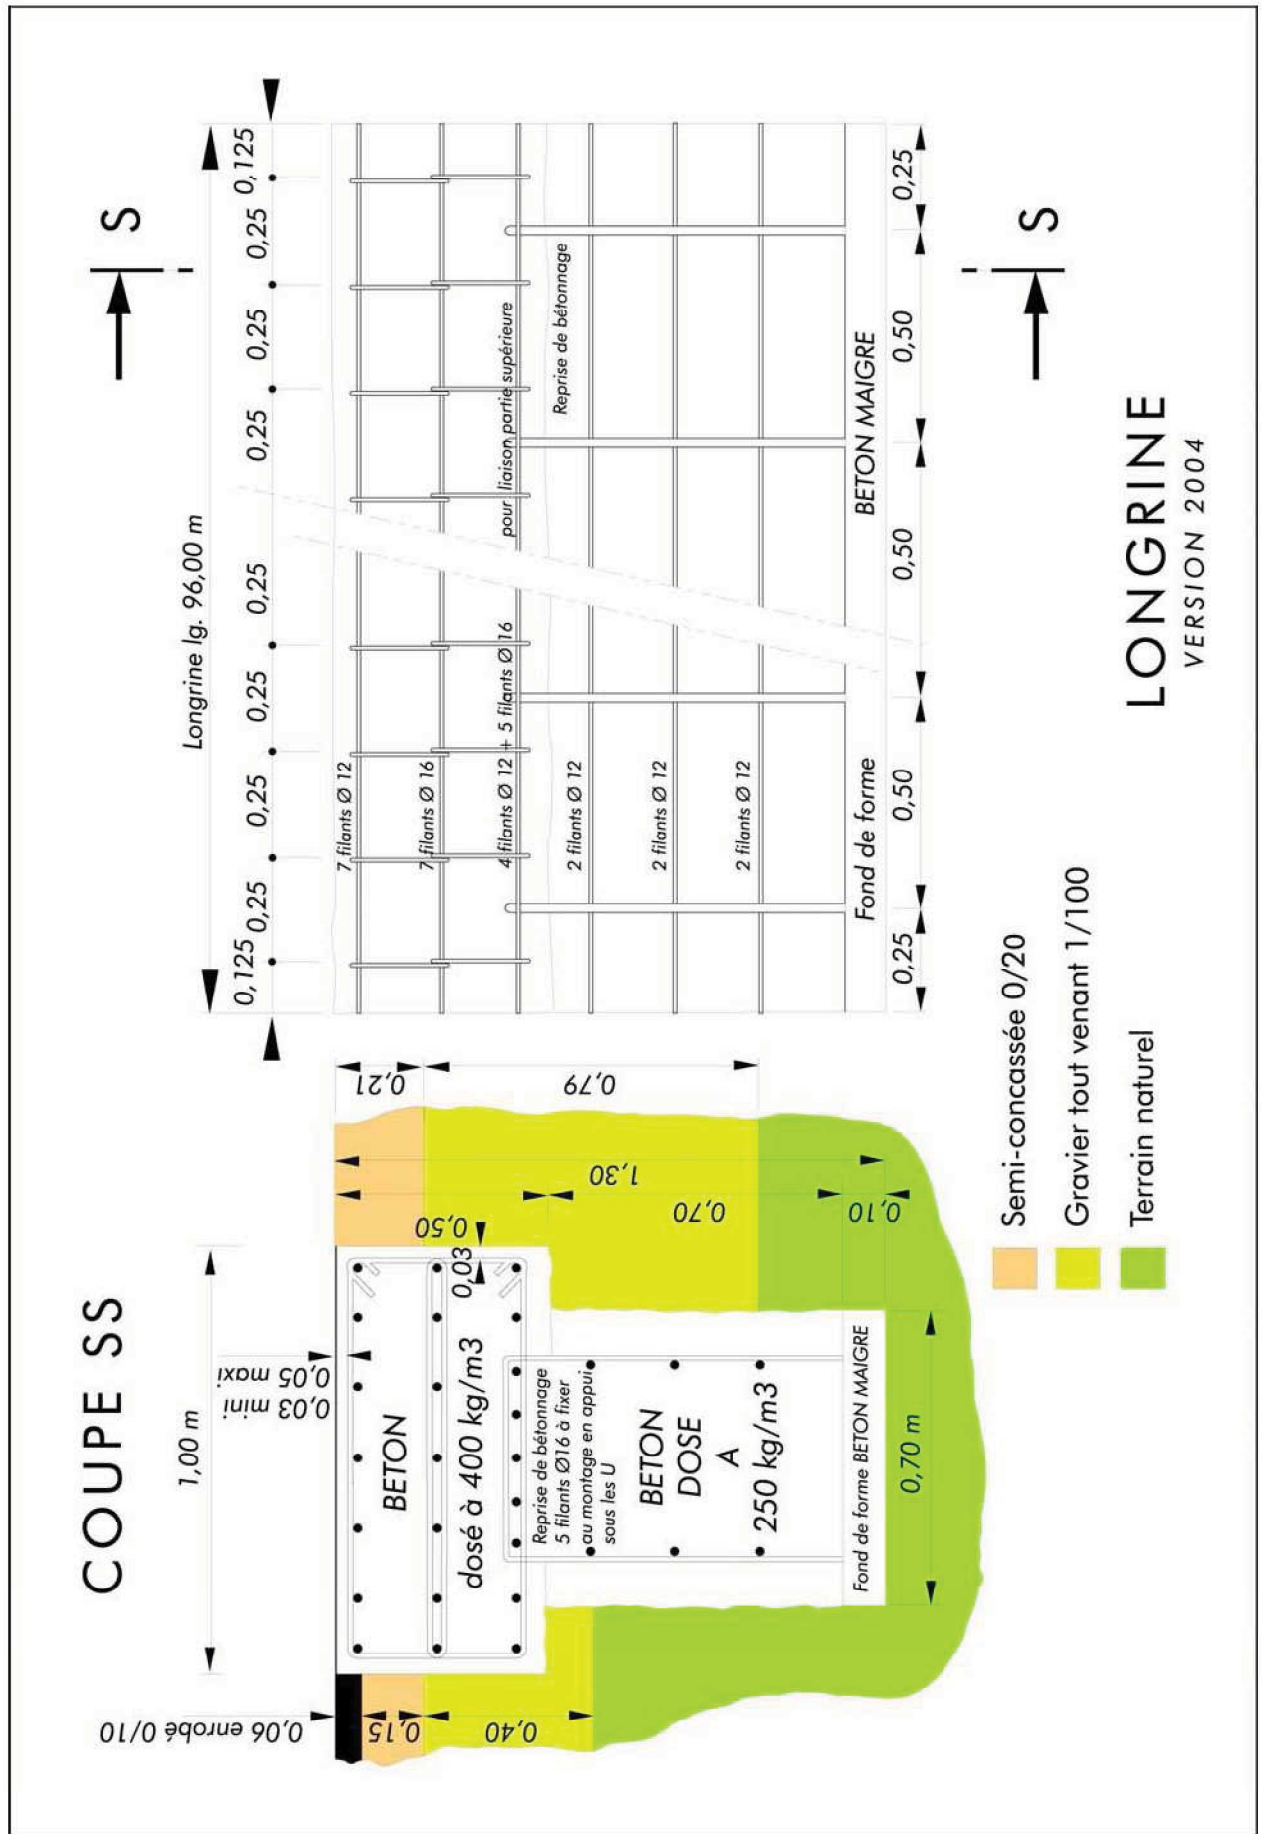 COUPE SS
1,00 m
0,06 enrobé 0/10
0,15
0,40
0,03 mini
0,05 maxi
BETON
dosé à 400 kg/m3
0,03
Reprise de bétonnage
5 filants Ø16 à fixer
au montage en appui
sous les U
BETON
DOSE
A
250 kg/m3
Fond de forme BETON MAIGRE
0,70 m
0,50
0,70
0,10
1,30
0,21
0,79
S
Longrine lg. 96,00 m
0,125
0,25
0,25
0,25
0,25
0,25
0,25
0,25
0,125
7 filants Ø 12
7 filants Ø 16
4 filants Ø 12 + 5 filants Ø 16
pour liaison partie supérieure
Reprise de bétonnage
2 filants Ø 12
2 filants Ø 12
2 filants Ø 12
Fond de forme
BETON MAIGRE
0,25
0,50
0,50
0,50
0,25
S
Semi-concassée 0/20
Gravier tout venant 1/100
Terrain naturel
LONGRINE
VERSION 2004